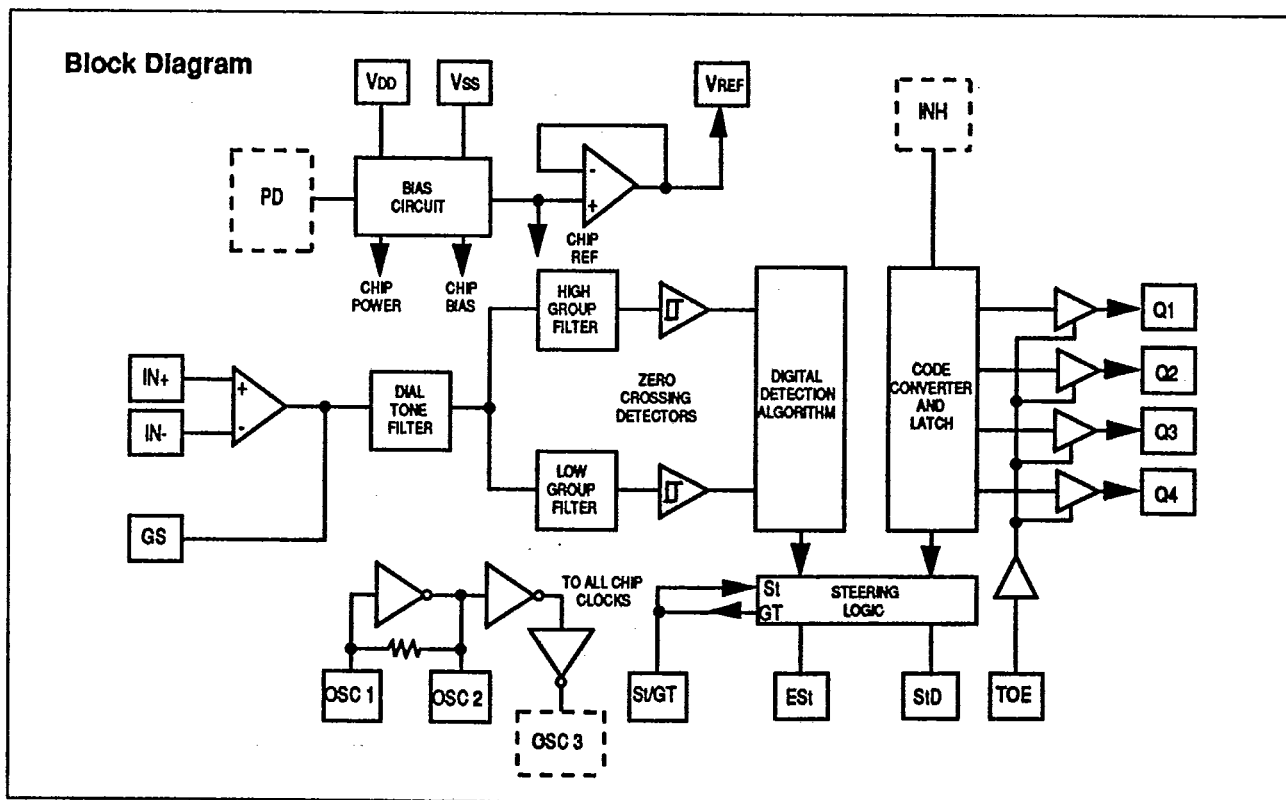 Block Diagram
VDD
VSS
VREF
INH
PD
BIAS
CIRCUIT
-
+
CHIP
REF
CHIP
POWER
CHIP
BIAS
HIGH
GROUP
FILTER
IN+
IN-
+
-
DIAL
TONE
FILTER
ZERO
CROSSING
DETECTORS
DIGITAL
DETECTION
ALGORITHM
CODE
CONVERTER
AND
LATCH
Q1
Q2
Q3
Q4
LOW
GROUP
FILTER
GS
TO ALL CHIP
CLOCKS
St
GT
STEERING
LOGIC
OSC 1
OSC 2
OSC 3
St/GT
ESt
StD
TOE